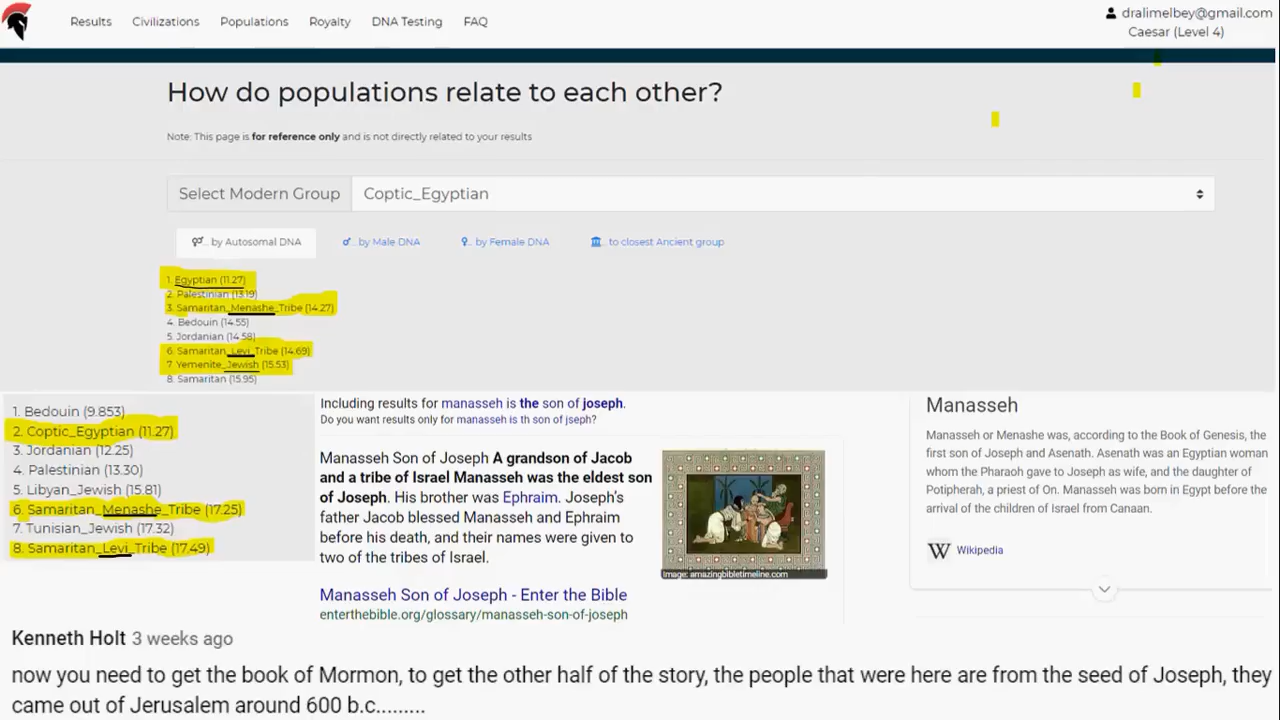 Results Civilizations Populations Royalty DNA Testing FAQ
dralimelbey@gmail.com
Caesar (Level 4)
How do populations relate to each other?
Note: This page is for reference only and is not directly related to your results
Select Modern Group Coptic_Egyptian
.. by Autosomal DNA .. by Male DNA .. by Female DNA .. to closest Ancient group
1. Egyptian (11.27)
2. Palestinian (13.19)
3. Samaritan_Menashe_Tribe (14.27)
4. Bedouin (14.55)
5. Jordanian (14.58)
6. Samaritan_Levi_Tribe (14.69)
7. Yemenite_Jewish (15.53)
8. Samaritan (15.95)
1. Bedouin (9.853)
2. Coptic_Egyptian (11.27)
3. Jordanian (12.25)
4. Palestinian (13.30)
5. Libyan_Jewish (15.81)
6. Samaritan_Menashe_Tribe (17.25)
7. Tunisian_Jewish (17.32)
8. Samaritan_Levi_Tribe (17.49)
Including results for manasseh is the son of joseph.
Do you want results only for manasseh is th son of jseph?
Manasseh Son of Joseph A grandson of Jacob
and a tribe of Israel Manasseh was the eldest son
of Joseph. His brother was Ephraim. Joseph's
father Jacob blessed Manasseh and Ephraim
before his death, and their names were given to
two of the tribes of Israel.
Manasseh Son of Joseph - Enter the Bible
enterthebible.org/glossary/manasseh-son-of-joseph
Image: amazingbibletimeline.com
Manasseh
Manasseh or Menashe was, according to the Book of Genesis, the
first son of Joseph and Asenath. Asenath was an Egyptian woman
whom the Pharaoh gave to Joseph as wife, and the daughter of
Potipherah, a priest of On. Manasseh was born in Egypt before the
arrival of the children of Israel from Canaan.
W Wikipedia
Kenneth Holt 3 weeks ago
now you need to get the book of Mormon, to get the other half of the story, the people that were here are from the seed of Joseph, they
came out of Jerusalem around 600 b.c.........